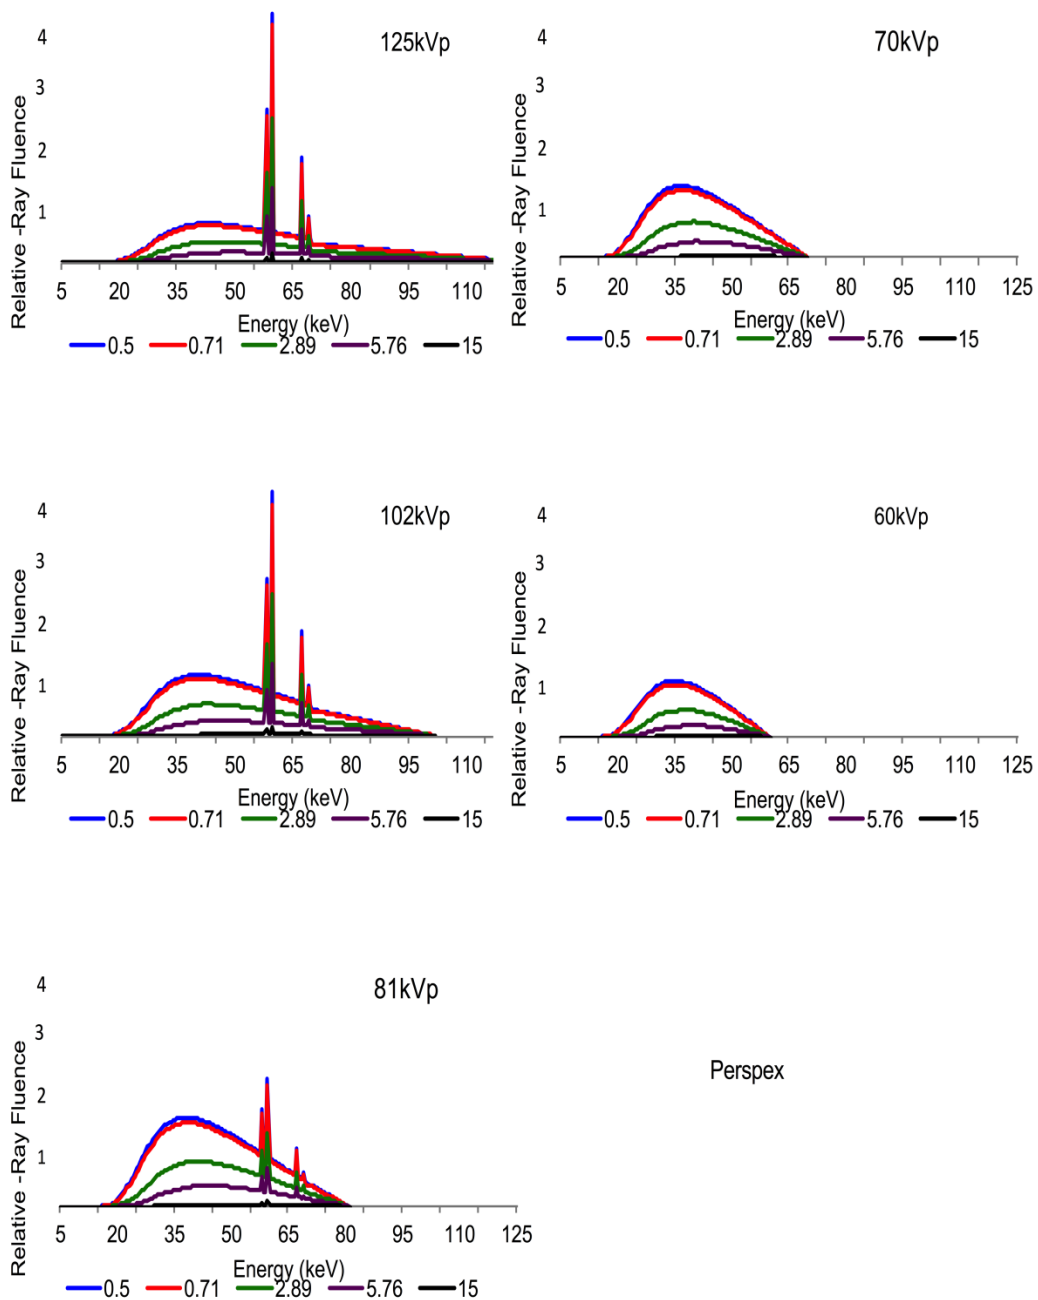 125kVp
Relative -Ray Fluence
4
3
2
1
5 20 35 50 65 80 95 110
Energy (keV)
0.5 0.71 2.89 5.76 15
70kVp
Relative -Ray Fluence
4
3
2
1
5 20 35 50 65 80 95 110 125
Energy (keV)
0.5 0.71 2.89 5.76 15
102kVp
Relative -Ray Fluence
4
3
2
1
5 20 35 50 65 80 95 110
Energy (keV)
0.5 0.71 2.89 5.76 15
60kVp
Relative -Ray Fluence
4
3
2
1
5 20 35 50 65 80 95 110 125
Energy (keV)
0.5 0.71 2.89 5.76 15
81kVp
Relative -Ray Fluence
4
3
2
1
5 20 35 50 65 80 95 110 125
Energy (keV)
0.5 0.71 2.89 5.76 15
Perspex